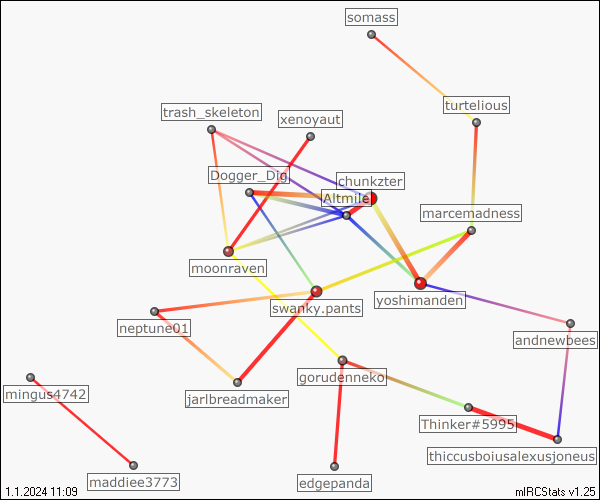 somass
turtelious
trash_skeleton
xenoyaut
Dogger_Dig
chunkzter
Altmile
marcemadness
moonraven
yoshimanden
swanky.pants
neptune01
andnewbees
gorudenneko
mingus4742
jarlbreadmaker
Thinker#5995
thiccusboiusalexusjoneus
maddiee3773
edgepanda
1.1.2024 11:09
mIRCStats v1.25